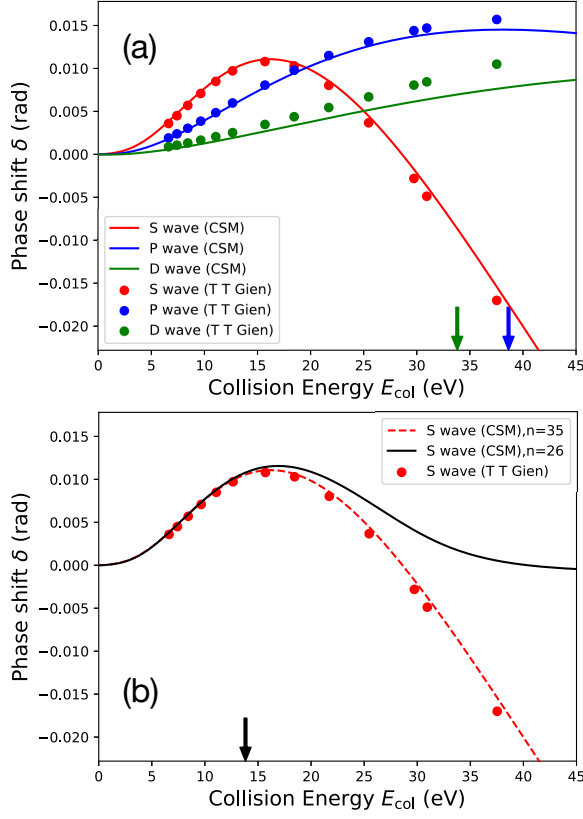 (a)
0.015
0.010
0.005
0.000
−0.005
−0.010
−0.015
−0.020
Phase shift δ (rad)
S wave (CSM)
P wave (CSM)
D wave (CSM)
S wave (T T Gien)
P wave (T T Gien)
D wave (T T Gien)
0 5 10 15 20 25 30 35 40 45
Collision Energy Ecol (eV)
S wave (CSM),n=35
S wave (CSM),n=26
S wave (T T Gien)
0.015
0.010
0.005
0.000
−0.005
−0.010
−0.015
−0.020
Phase shift δ (rad)
(b)
0 5 10 15 20 25 30 35 40 45
Collision Energy Ecol (eV)